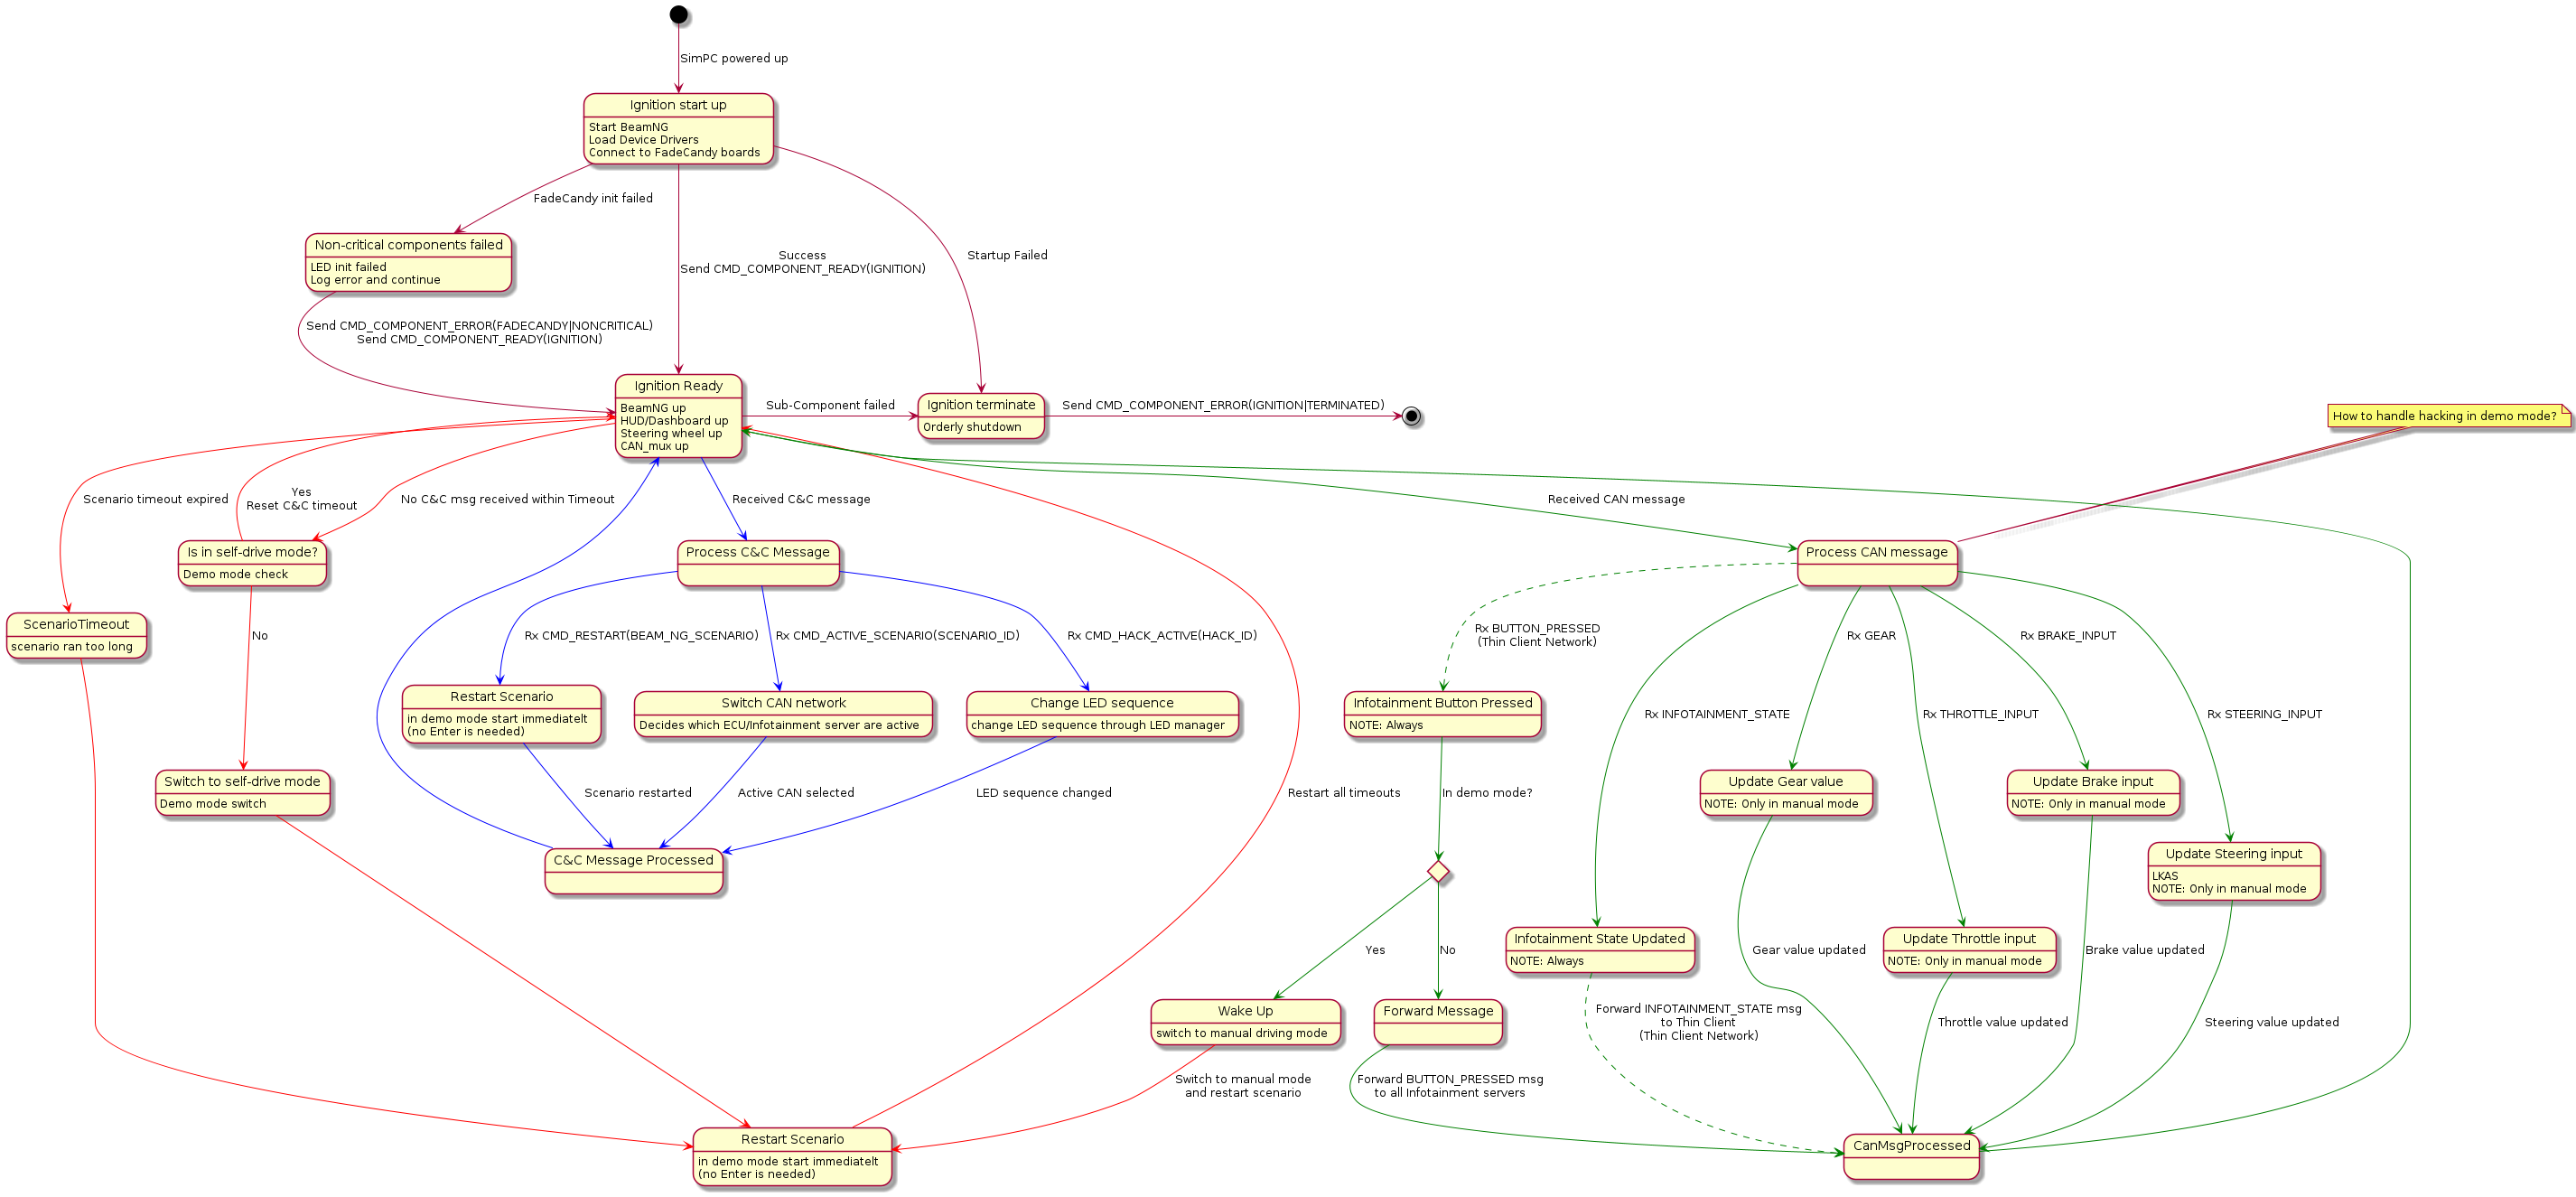 SimPC powered up
Ignition start up
Start BeamNG
Load Device Drivers
Connect to FadeCandy boards
FadeCandy init failed
Non-critical components failed
LED init failed
Log error and continue
Success
Send CMD_COMPONENT_READY(IGNITION)
Startup Failed
Send CMD_COMPONENT_ERROR(FADECANDY|NONCRITICAL)
Send CMD_COMPONENT_READY(IGNITION)
Ignition Ready
BeamNG up
HUD/Dashboard up
Steering wheel up
CAN_mux up
Sub-Component failed
Ignition terminate
Orderly shutdown
Send CMD_COMPONENT_ERROR(IGNITION|TERMINATED)
How to handle hacking in demo mode?
Scenario timeout expired
Yes
Reset C&C timeout
No C&C msg received within Timeout
Received C&C message
Received CAN message
Is in self-drive mode?
Demo mode check
Process C&C Message
Process CAN message
ScenarioTimeout
scenario ran too long
No
Rx CMD_RESTART(BEAM_NG_SCENARIO)
Rx CMD_ACTIVE_SCENARIO(SCENARIO_ID)
Rx CMD_HACK_ACTIVE(HACK_ID)
Rx BUTTON_PRESSED
(Thin Client Network)
Rx GEAR
Rx BRAKE_INPUT
Restart Scenario
in demo mode start immediatelt
(no Enter is needed)
Switch CAN network
Decides which ECU/Infotainment server are active
Change LED sequence
change LED sequence through LED manager
Infotainment Button Pressed
NOTE: Always
Rx INFOTAINMENT_STATE
Rx THROTTLE_INPUT
Rx STEERING_INPUT
Switch to self-drive mode
Demo mode switch
Scenario restarted
Active CAN selected
LED sequence changed
Restart all timeouts
In demo mode?
Update Gear value
NOTE: Only in manual mode
Update Brake input
NOTE: Only in manual mode
C&C Message Processed
Update Steering input
LKAS
NOTE: Only in manual mode
Yes
No
Infotainment State Updated
NOTE: Always
Gear value updated
Update Throttle input
NOTE: Only in manual mode
Brake value updated
Wake Up
switch to manual driving mode
Forward Message
Forward INFOTAINMENT_STATE msg
to Thin Client
(Thin Client Network)
Throttle value updated
Steering value updated
Switch to manual mode
and restart scenario
Forward BUTTON_PRESSED msg
to all Infotainment servers
Restart Scenario
in demo mode start immediatelt
(no Enter is needed)
CanMsgProcessed